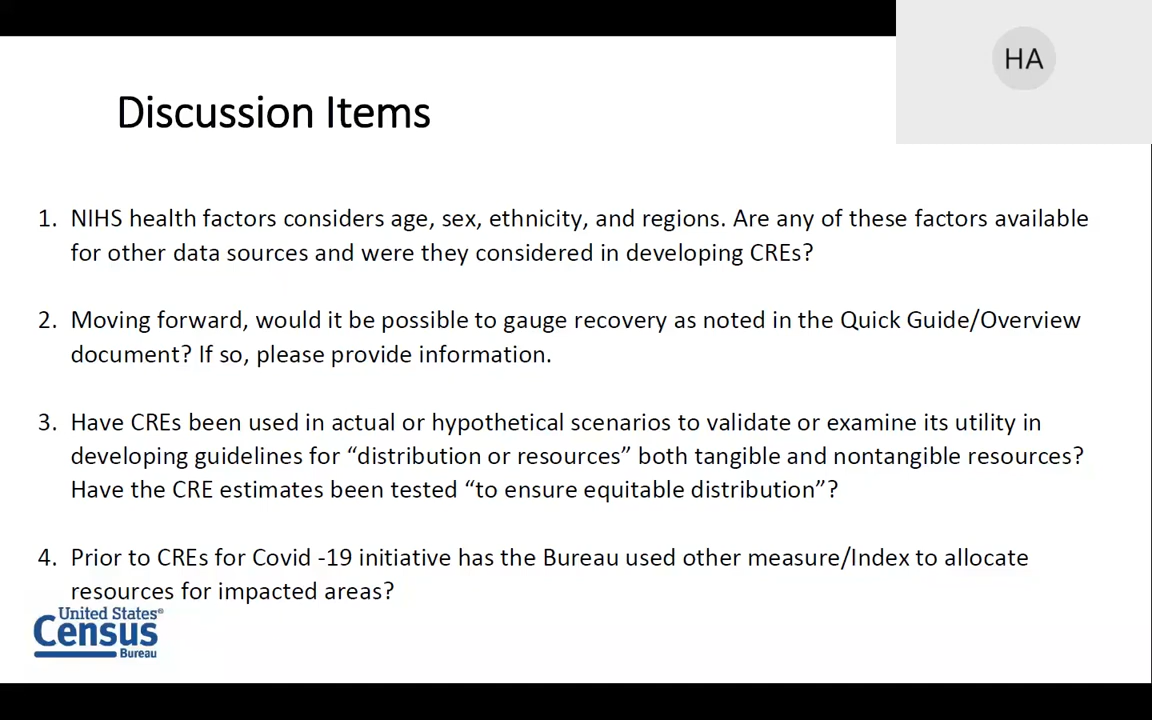 HA
Discussion Items
1. NIHS health factors considers age, sex, ethnicity, and regions. Are any of these factors available
for other data sources and were they considered in developing CREs?
2. Moving forward, would it be possible to gauge recovery as noted in the Quick Guide/Overview
document? If so, please provide information.
3. Have CREs been used in actual or hypothetical scenarios to validate or examine its utility in
developing guidelines for “distribution or resources” both tangible and nontangible resources?
Have the CRE estimates been tested “to ensure equitable distribution”?
4. Prior to CREs for Covid -19 initiative has the Bureau used other measure/Index to allocate
resources for impacted areas?
United States®
Census
Bureau